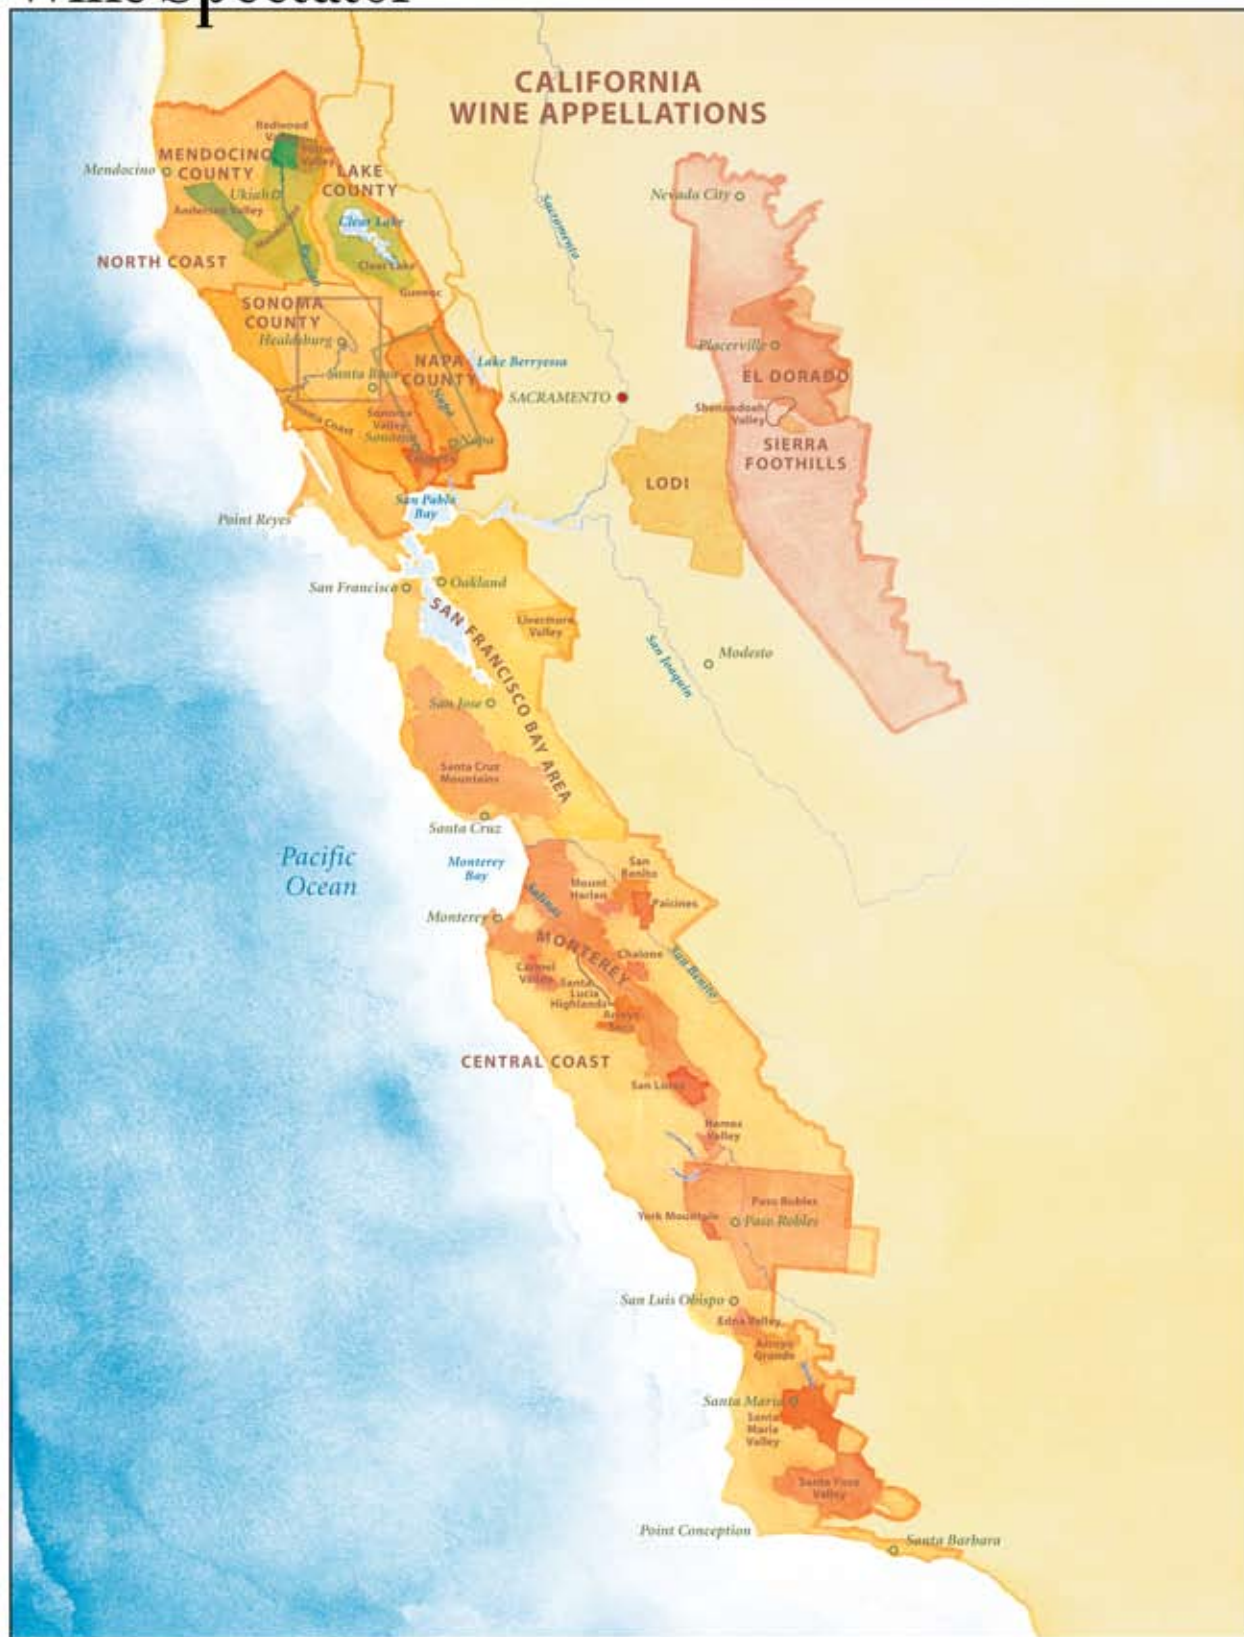 Wine Spectator
CALIFORNIA
WINE APPELLATIONS
Redwood
Valley
MENDOCINO
COUNTY
Mendocino
LAKE
COUNTY
Nevada City
Ukiah
Anderson Valley
Sacramento
Clear Lake
NORTH COAST
Russian
Clear Lake
Guenoc
SONOMA
COUNTY
Healdsburg
Placerville
NAPA
COUNTY
Lake Berryessa
Santa Rosa
EL DORADO
Napa
SACRAMENTO
Sonoma Coast
Sonoma
Valley
Shenandoah
Valley
Sonoma
Napa
SIERRA
FOOTHILLS
LODI
San Pablo
Bay
Point Reyes
San Francisco
Oakland
SAN FRANCISCO BAY AREA
Livermore
Valley
San Joaquin
Modesto
San Jose
Santa Cruz
Mountains
Santa Cruz
Pacific
Ocean
Monterey
Bay
San
Benito
Mount
Harlan
Salinas
Paicines
Monterey
MONTEREY
Chalone
San Benito
Carmel
Valley
Santa
Lucia
Highlands
Arroyo
Seco
CENTRAL COAST
San Lucas
Hames
Valley
Paso Robles
York Mountain
Paso Robles
San Luis Obispo
Edna Valley
Arroyo
Grande
Santa Maria
Santa
Maria
Valley
Santa Ynez
Valley
Point Conception
Santa Barbara